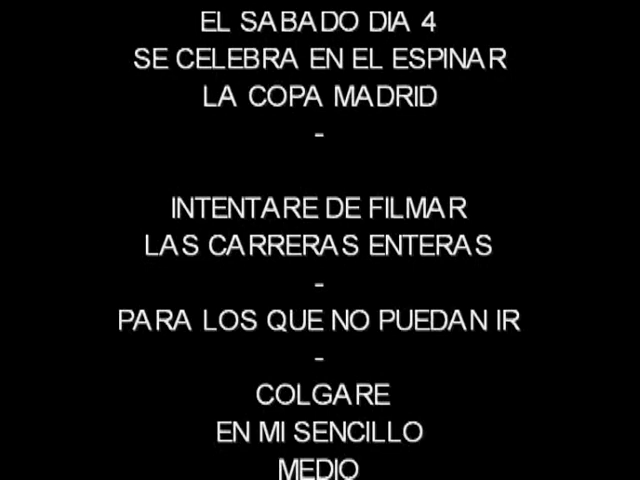 EL SABADO DIA 4
SE CELEBRA EN EL ESPINAR
LA COPA MADRID
-
INTENTARE DE FILMAR
LAS CARRERAS ENTERAS
-
PARA LOS QUE NO PUEDAN IR
-
COLGARE
EN MI SENCILLO
MEDIO